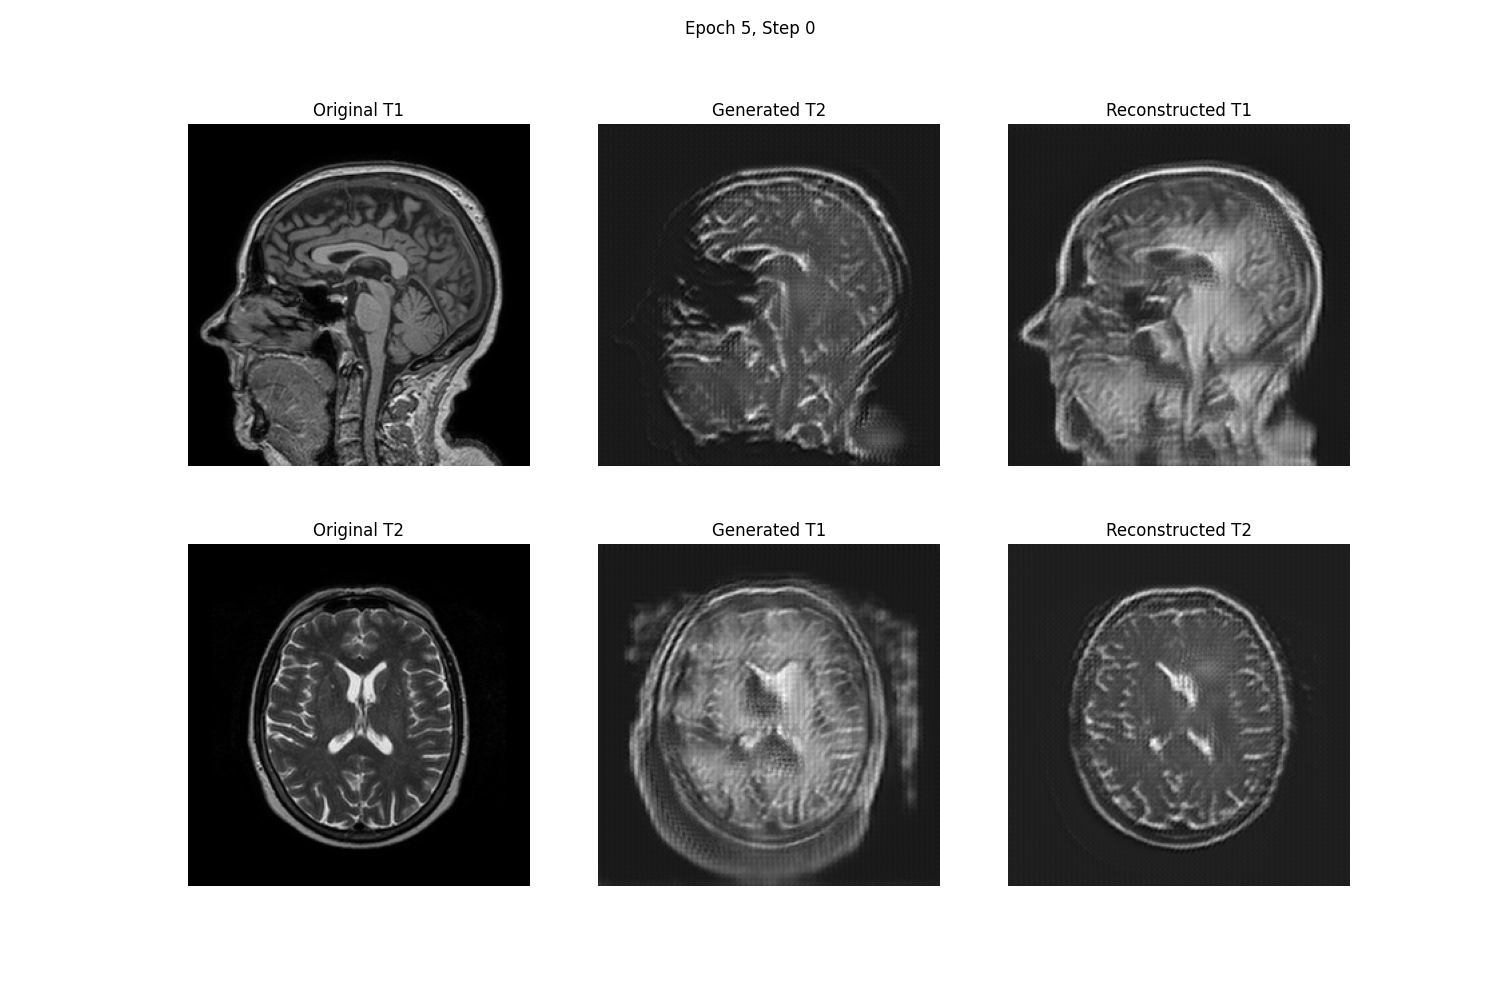 Epoch 5, Step 0
Original T1
Generated T2
Reconstructed T1
Original T2
Generated T1
Reconstructed T2